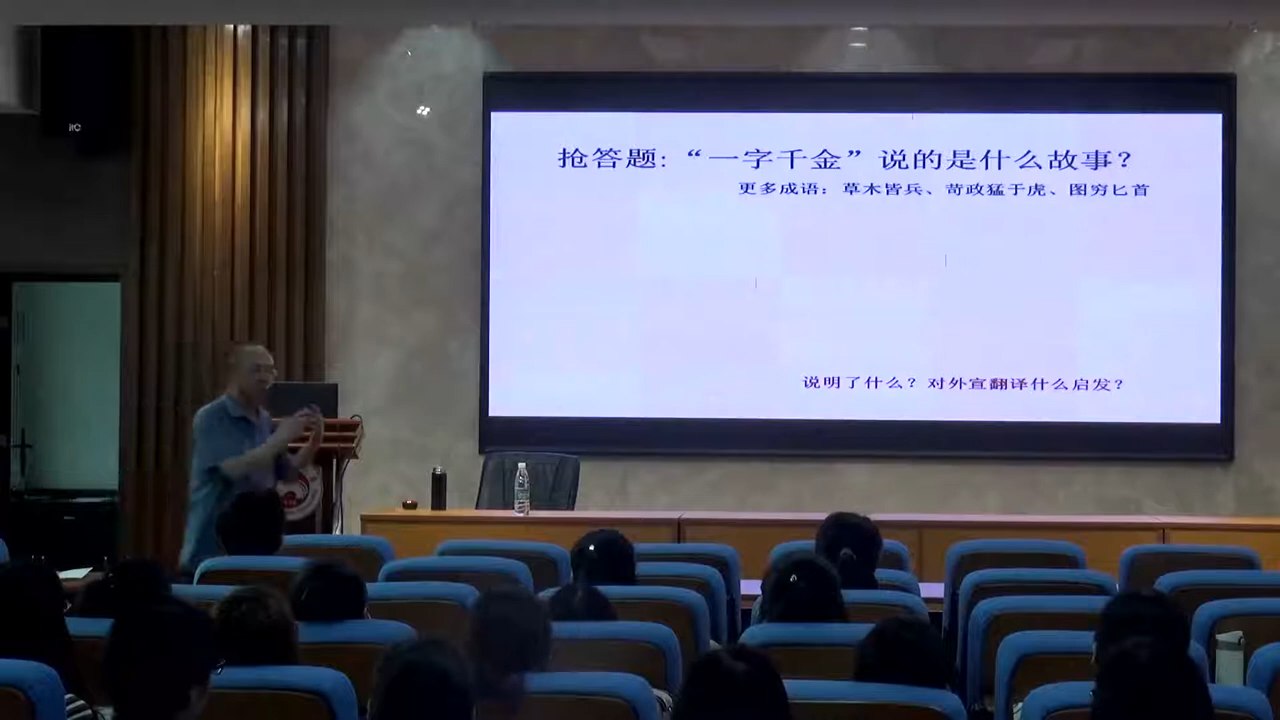 抢答题：“一字千金”说的是什么故事？
更多成语：草木皆兵、苛政猛于虎、图穷匕首
说明了什么？对外宣翻译什么启发？